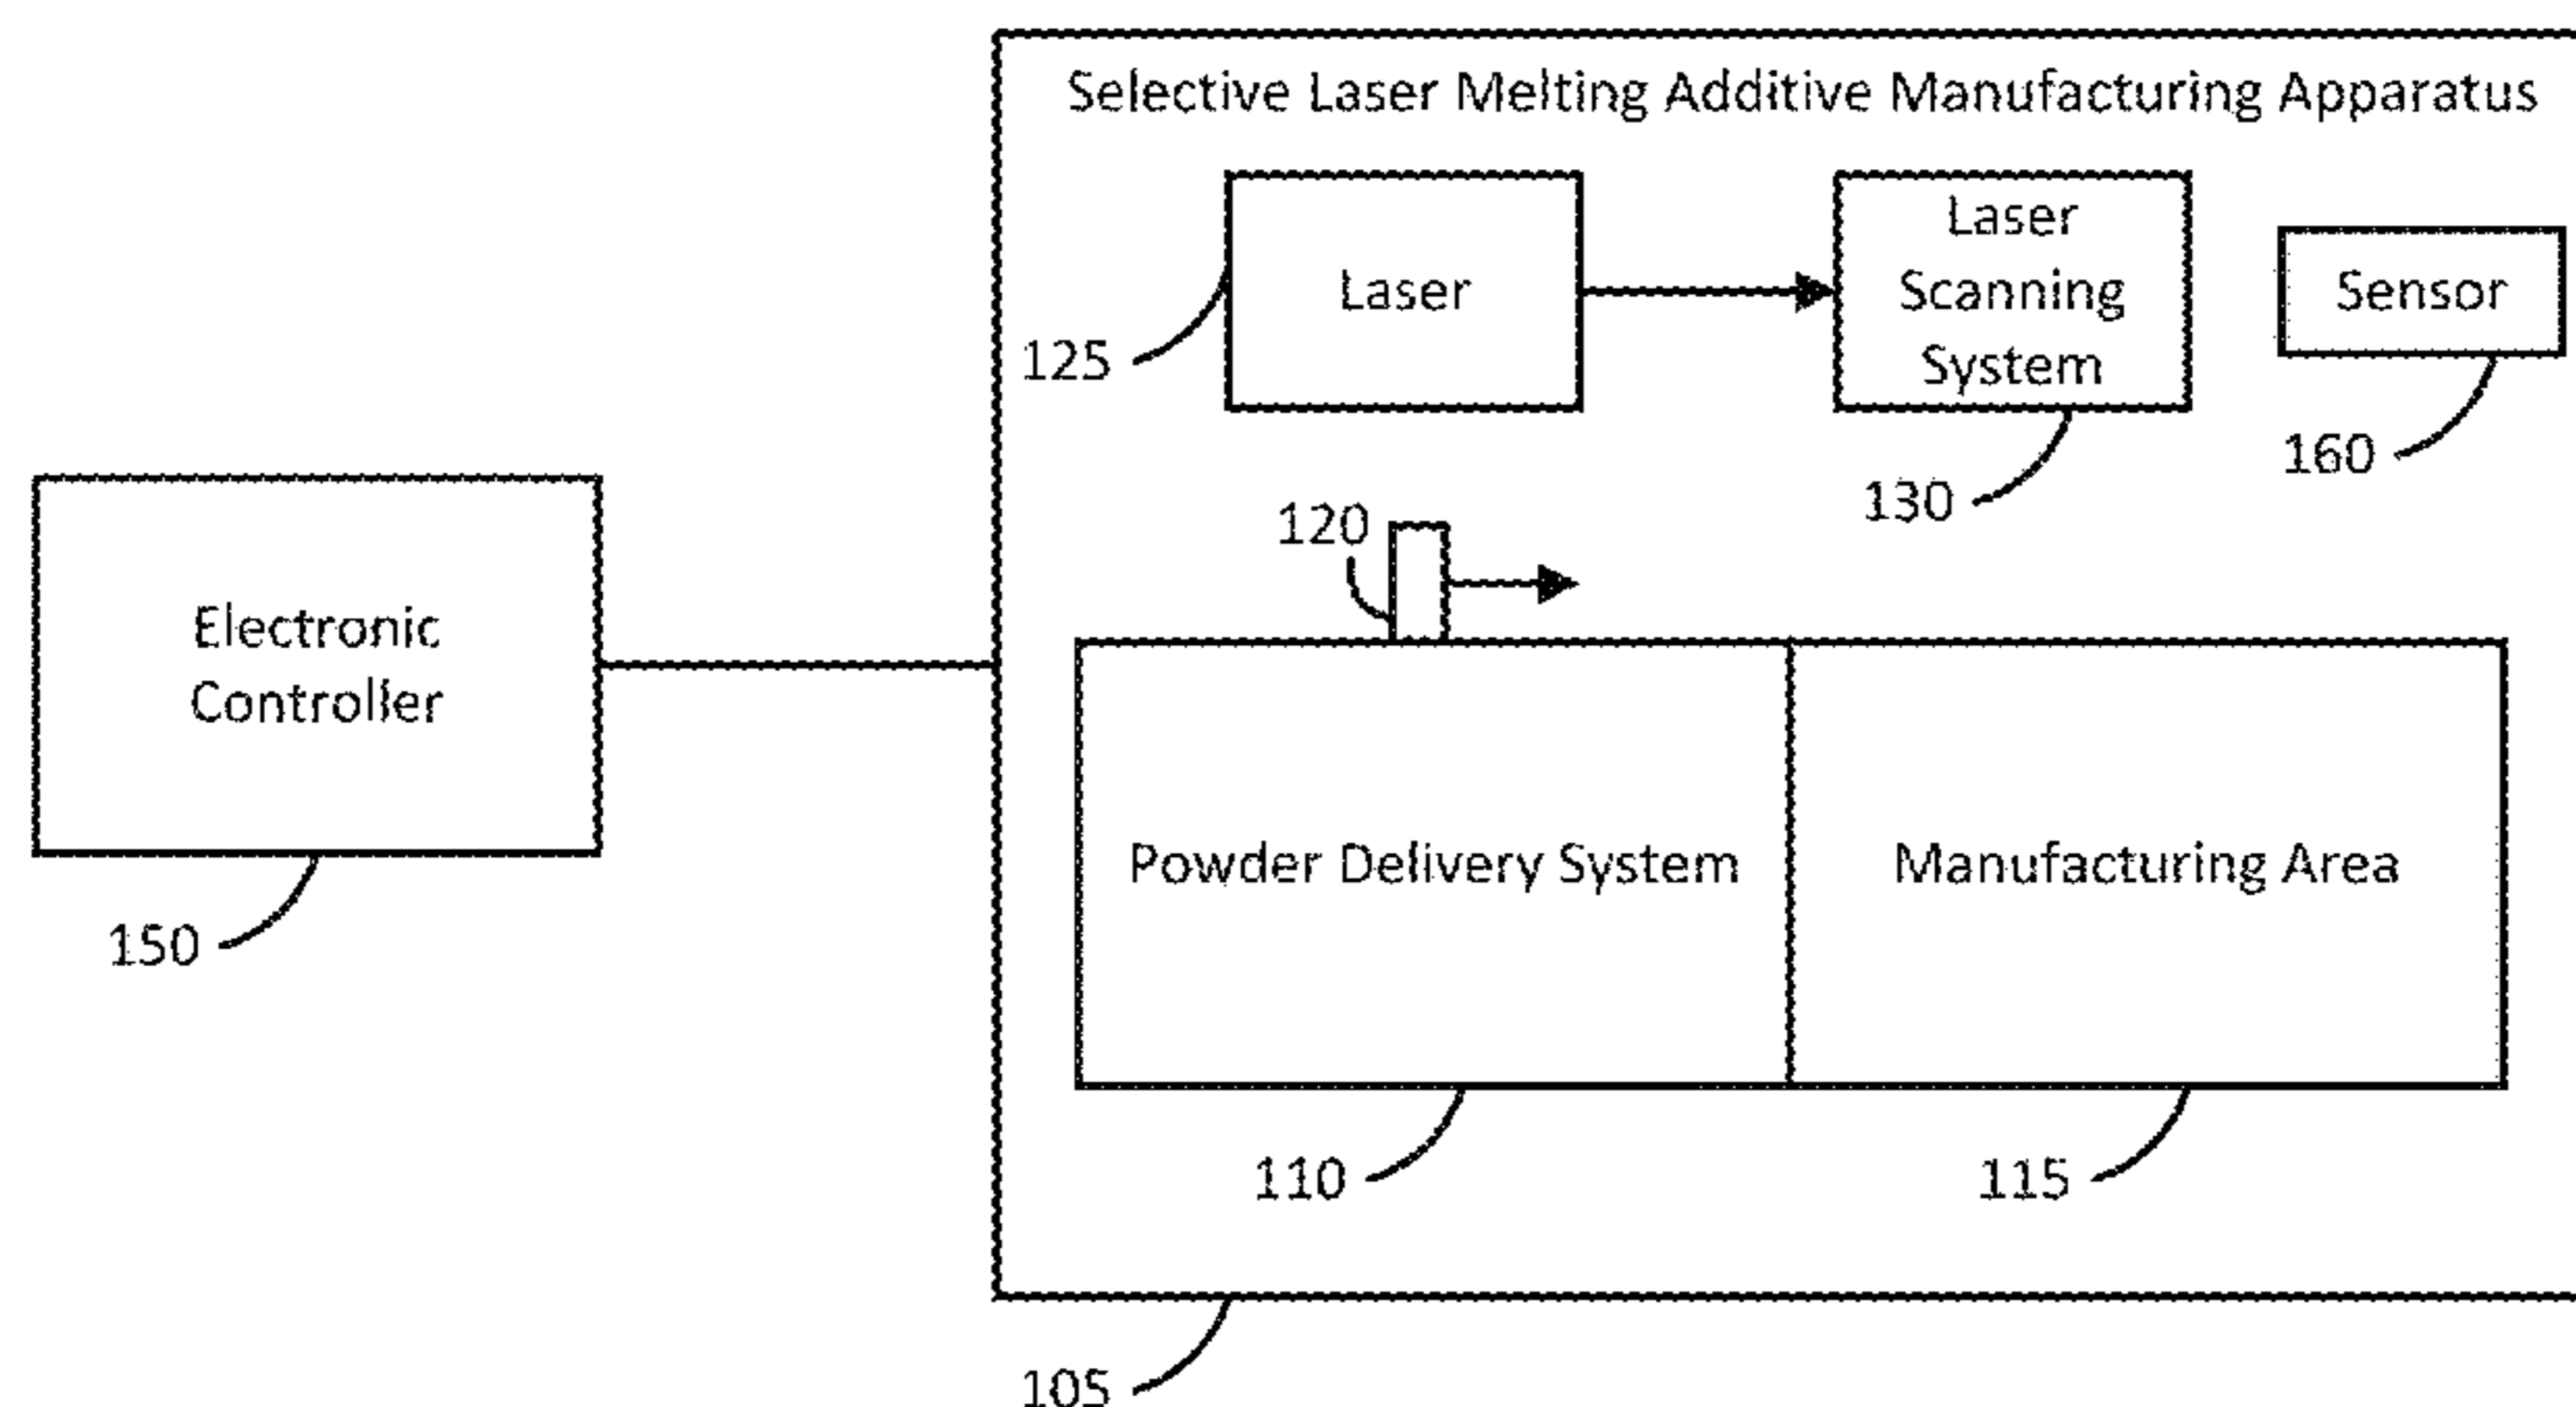 Selective Laser Melting Additive Manufacturing Apparatus
Laser
Laser
Scanning
System
Sensor
125
160
130
120
Electronic
Controller
Powder Delivery System
Manufacturing Area
150
110
115
105